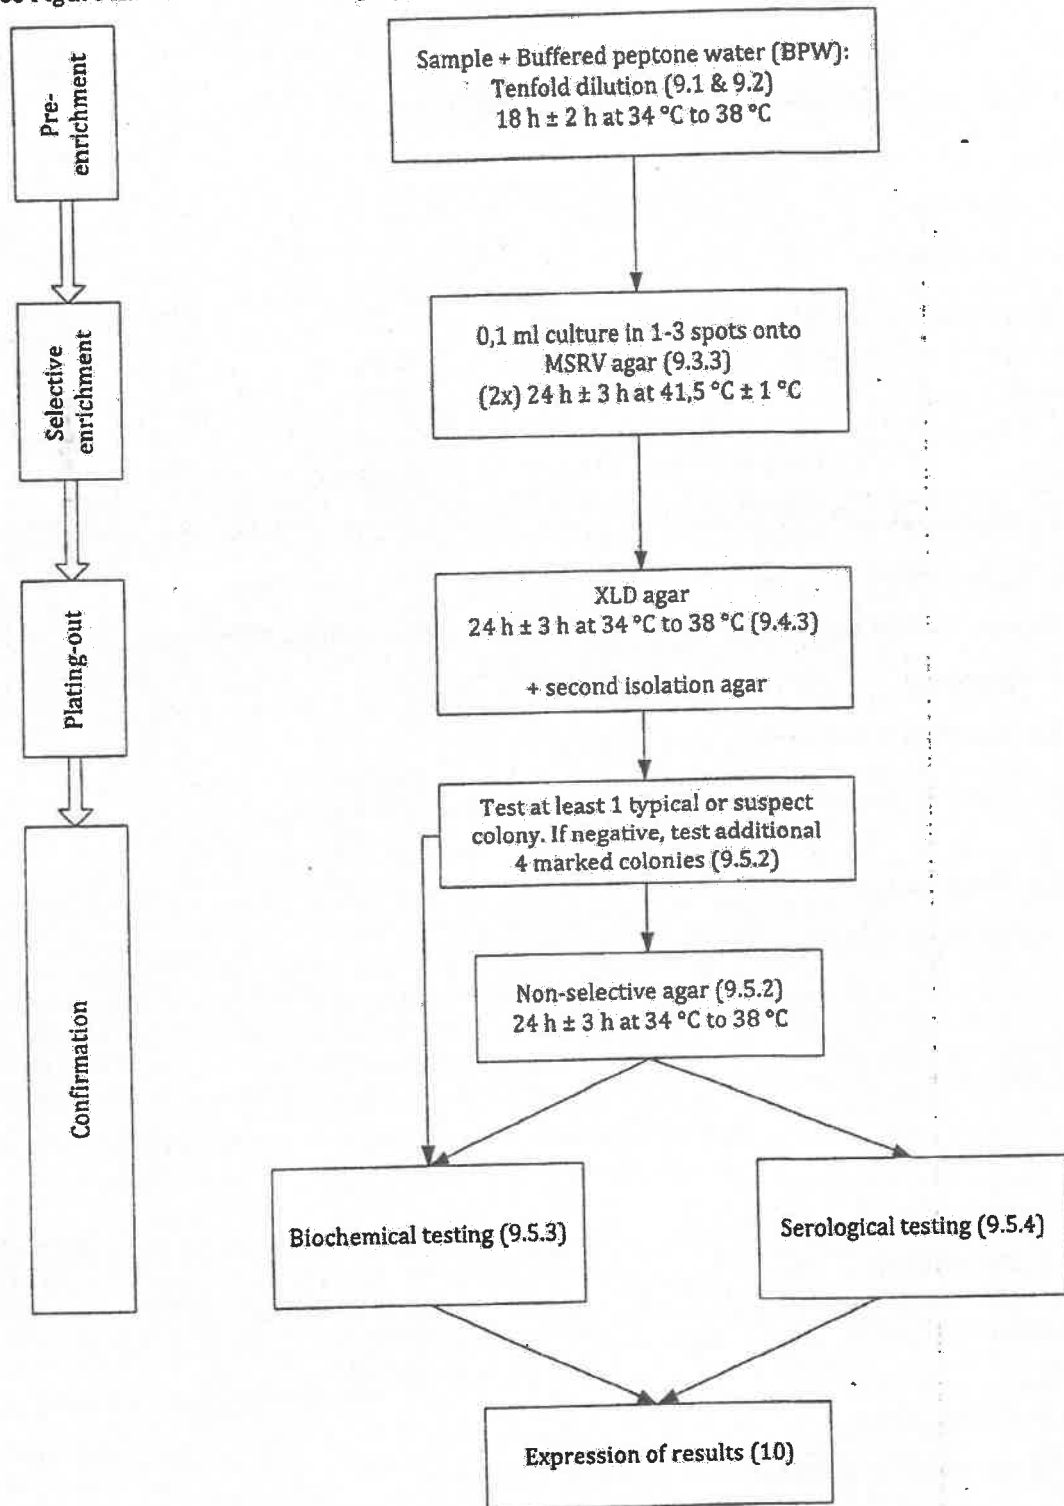 Pre-
enrichment
Sample + Buffered peptone water (BPW):
Tenfold dilution (9.1 & 9.2)
18 h ± 2 h at 34 °C to 38 °C
Selective
enrichment
0,1 ml culture in 1-3 spots onto
MSRV agar (9.3.3)
(2x) 24 h ± 3 h at 41,5 °C ± 1 °C
Plating-out
XLD agar
24 h ± 3 h at 34 °C to 38 °C (9.4.3)
+ second isolation agar
Confirmation
Test at least 1 typical or suspect
colony. If negative, test additional
4 marked colonies (9.5.2)
Non-selective agar (9.5.2)
24 h ± 3 h at 34 °C to 38 °C
Biochemical testing (9.5.3)
Serological testing (9.5.4)
Expression of results (10)